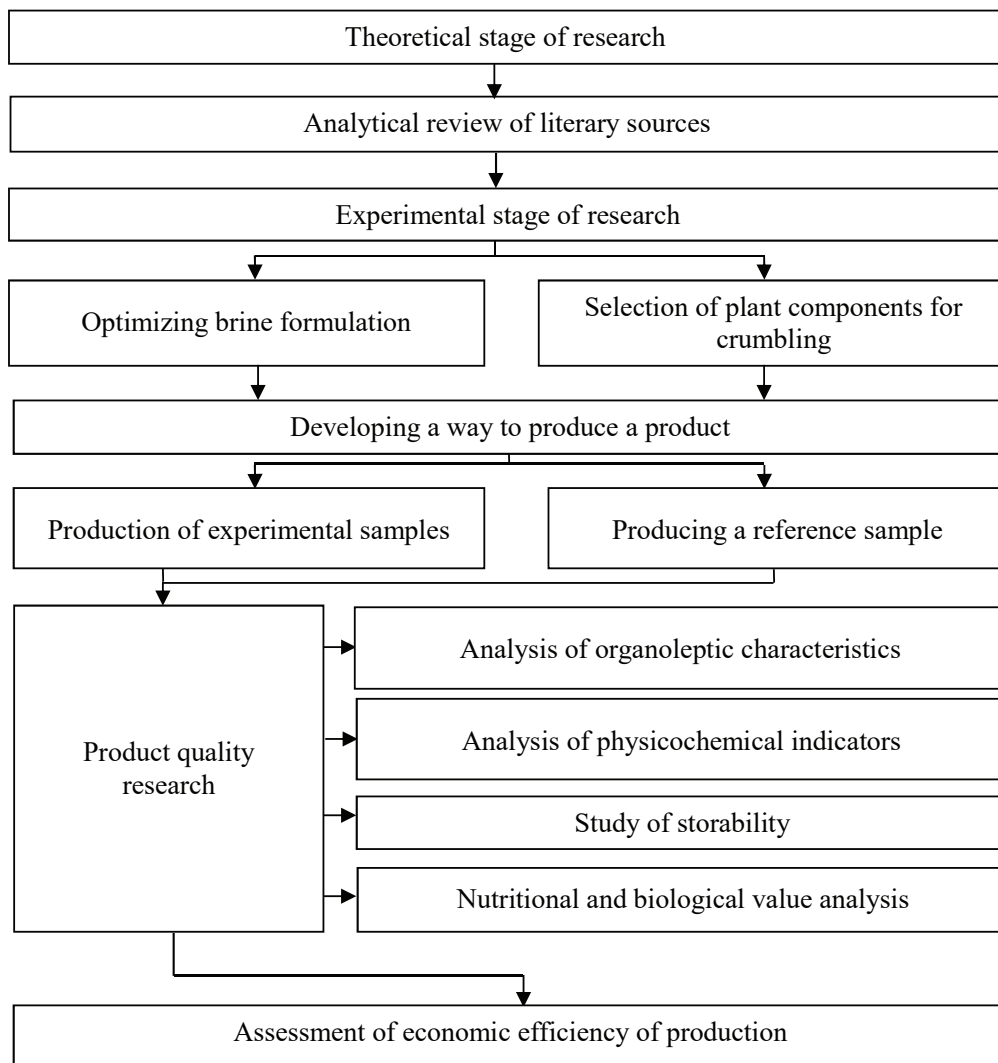 Theoretical stage of research
Analytical review of literary sources
Experimental stage of research
Optimizing brine formulation
Selection of plant components for
crumbling
Developing a way to produce a product
Production of experimental samples
Producing a reference sample
Product quality
research
Analysis of organoleptic characteristics
Analysis of physicochemical indicators
Study of storability
Nutritional and biological value analysis
Assessment of economic efficiency of production